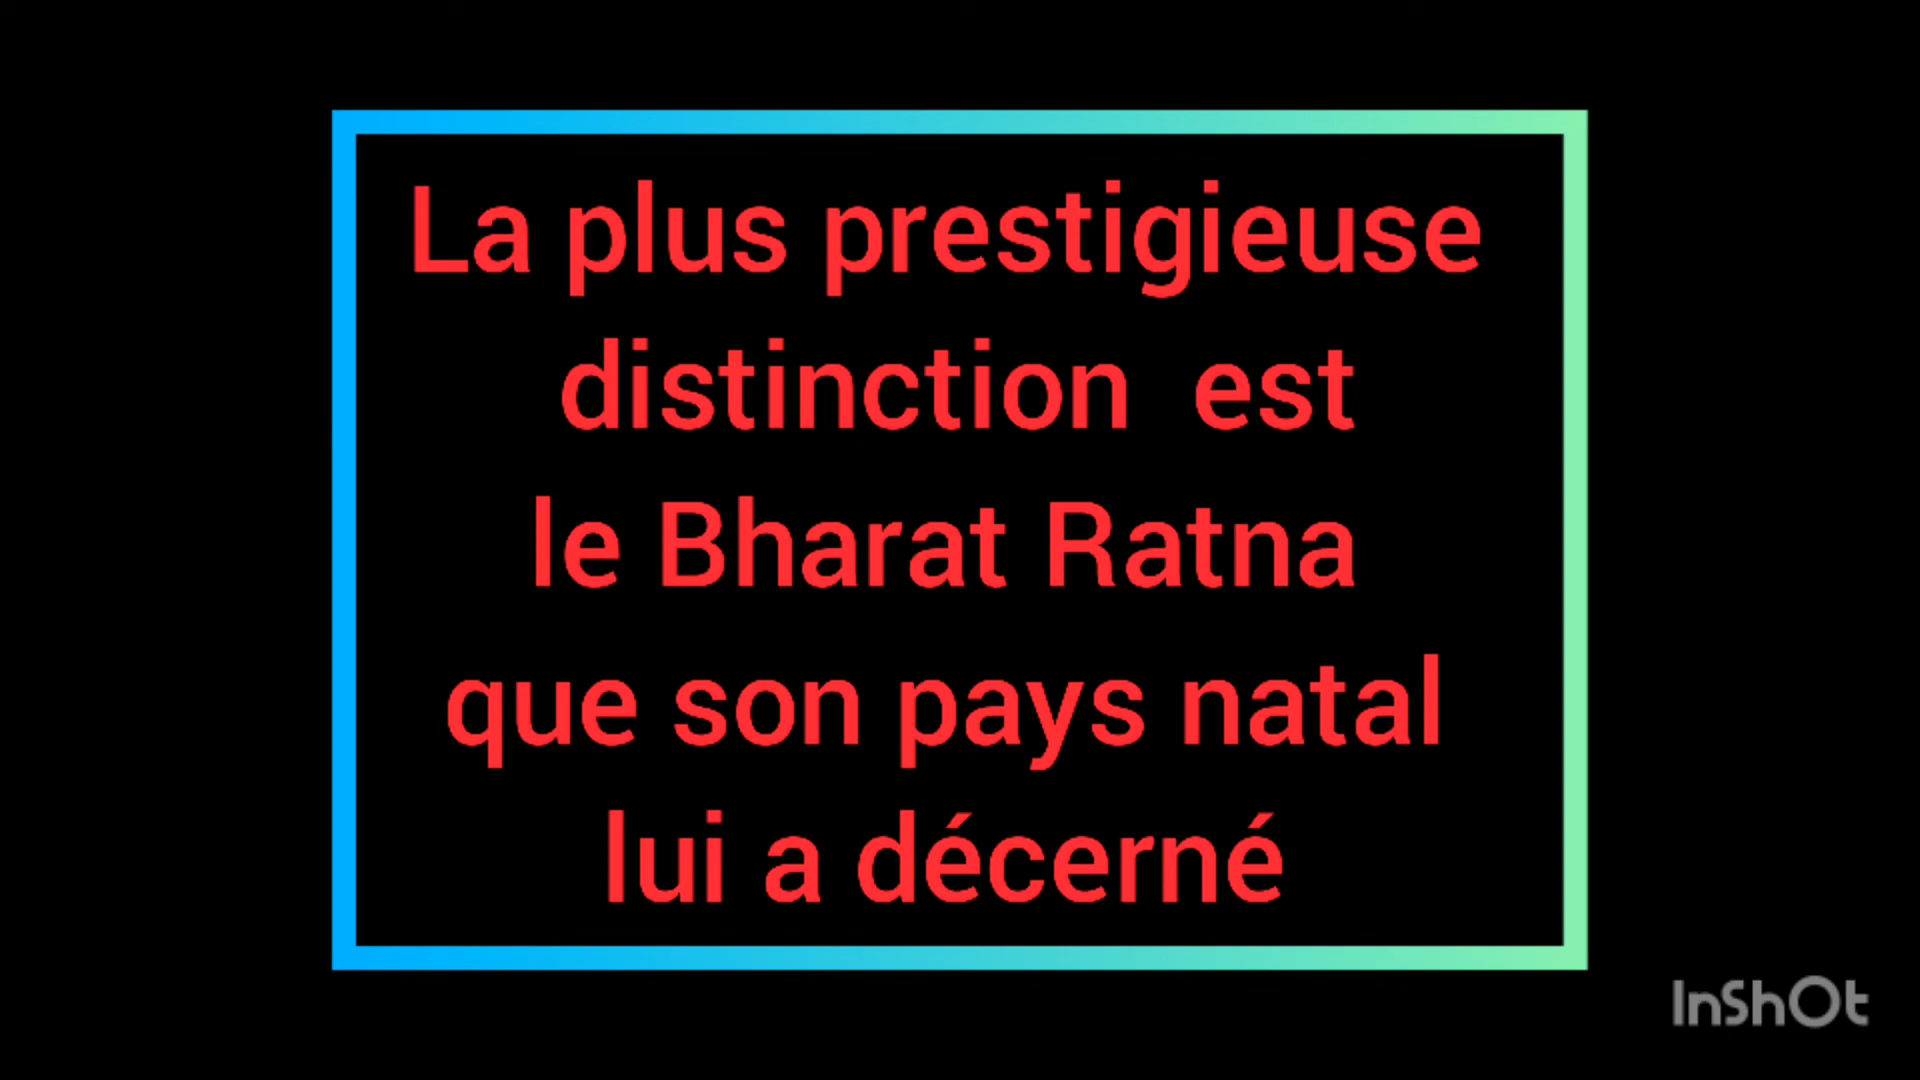 La plus prestigieuse
distinction  est
le Bharat Ratna
que son pays natal
lui a décerné
InShOt